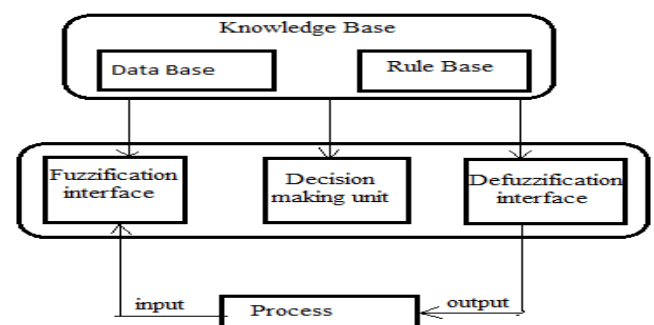 Knowledge Base
Data Base
Rule Base
Fuzzification
interface
Decision
making unit
Defuzzification
interface
input
Process
output